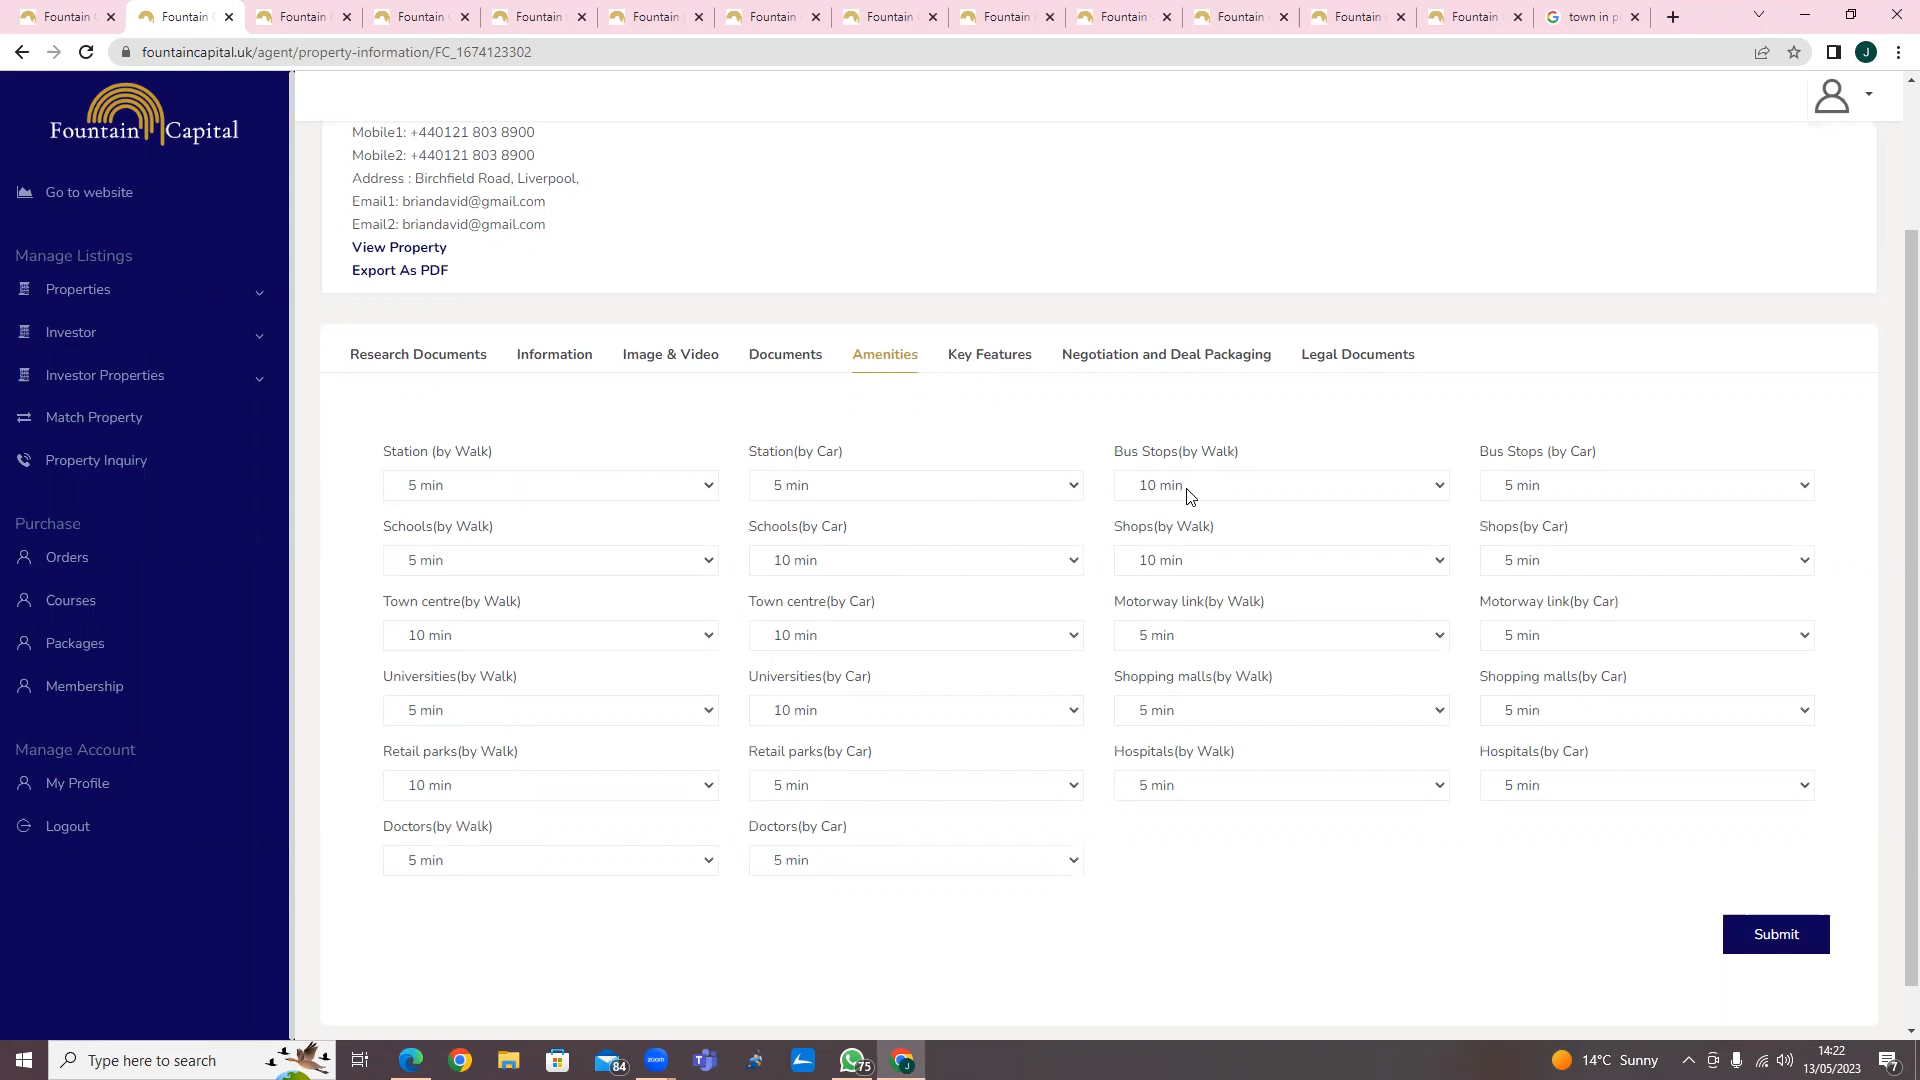 Fountain C
Fountain C
Fountain C
Fountain C
Fountain C
Fountain
Fountain
Fountain C
Fountain
Fountain
Fountain
Fountain
Fountain
town in p
fountaincapital.uk/agent/property-information/FC_1674123302
J
Fountain Capital
Go to website
Manage Listings
Properties
Investor
Investor Properties
Match Property
Property Inquiry
Purchase
Orders
Courses
Packages
Membership
Manage Account
My Profile
Logout
Mobile1: +440121 803 8900
Mobile2: +440121 803 8900
Address : Birchfield Road, Liverpool,
Email1: briandavid@gmail.com
Email2: briandavid@gmail.com
View Property
Export As PDF
Research Documents Information Image & Video Documents Amenities Key Features Negotiation and Deal Packaging Legal Documents
Station (by Walk) Station(by Car) Bus Stops(by Walk) Bus Stops (by Car)
5 min 5 min 10 min 5 min
Schools(by Walk) Schools(by Car) Shops(by Walk) Shops(by Car)
5 min 10 min 10 min 5 min
Town centre(by Walk) Town centre(by Car) Motorway link(by Walk) Motorway link(by Car)
10 min 10 min 5 min 5 min
Universities(by Walk) Universities(by Car) Shopping malls(by Walk) Shopping malls(by Car)
5 min 10 min 5 min 5 min
Retail parks(by Walk) Retail parks(by Car) Hospitals(by Walk) Hospitals(by Car)
10 min 5 min 5 min 5 min
Doctors(by Walk) Doctors(by Car)
5 min 5 min
Submit
Type here to search
84
zoom
75
J
14°C Sunny
14:22
13/05/2023
7